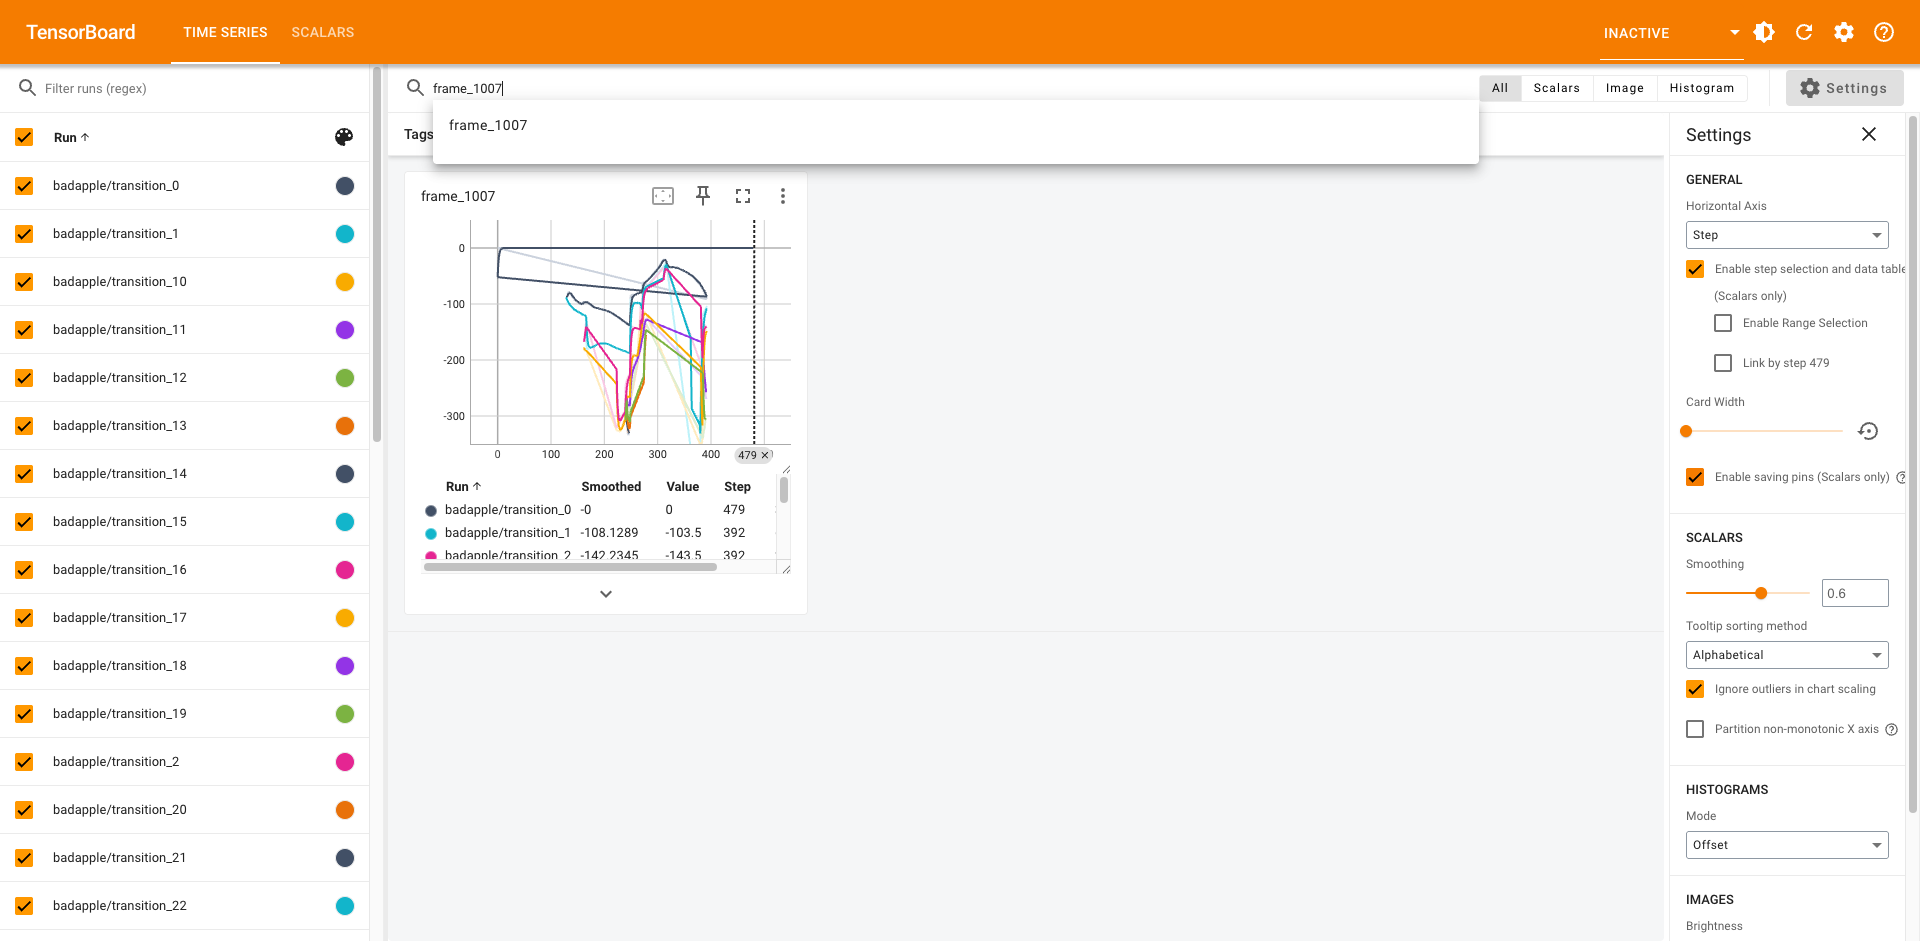 TensorBoard
TIME SERIES
SCALARS
INACTIVE
Filter runs (regex)
Run
badapple/transition_0
badapple/transition_1
badapple/transition_10
badapple/transition_11
badapple/transition_12
badapple/transition_13
badapple/transition_14
badapple/transition_15
badapple/transition_16
badapple/transition_17
badapple/transition_18
badapple/transition_19
badapple/transition_2
badapple/transition_20
badapple/transition_21
badapple/transition_22
frame_1007
frame_1007
All Scalars Image Histogram
Settings
Tags
frame_1007
0
-100
-200
-300
0 100 200 300 400 479
Run Smoothed Value Step
badapple/transition_0 -0 0 479
badapple/transition_1 -108.1289 -103.5 392
badapple/transition_2 -142.2345 -143.5 392
Settings
GENERAL
Horizontal Axis
Step
Enable step selection and data table
(Scalars only)
Enable Range Selection
Link by step 479
Card Width
Enable saving pins (Scalars only)
SCALARS
Smoothing
0.6
Tooltip sorting method
Alphabetical
Ignore outliers in chart scaling
Partition non-monotonic X axis
HISTOGRAMS
Mode
Offset
IMAGES
Brightness